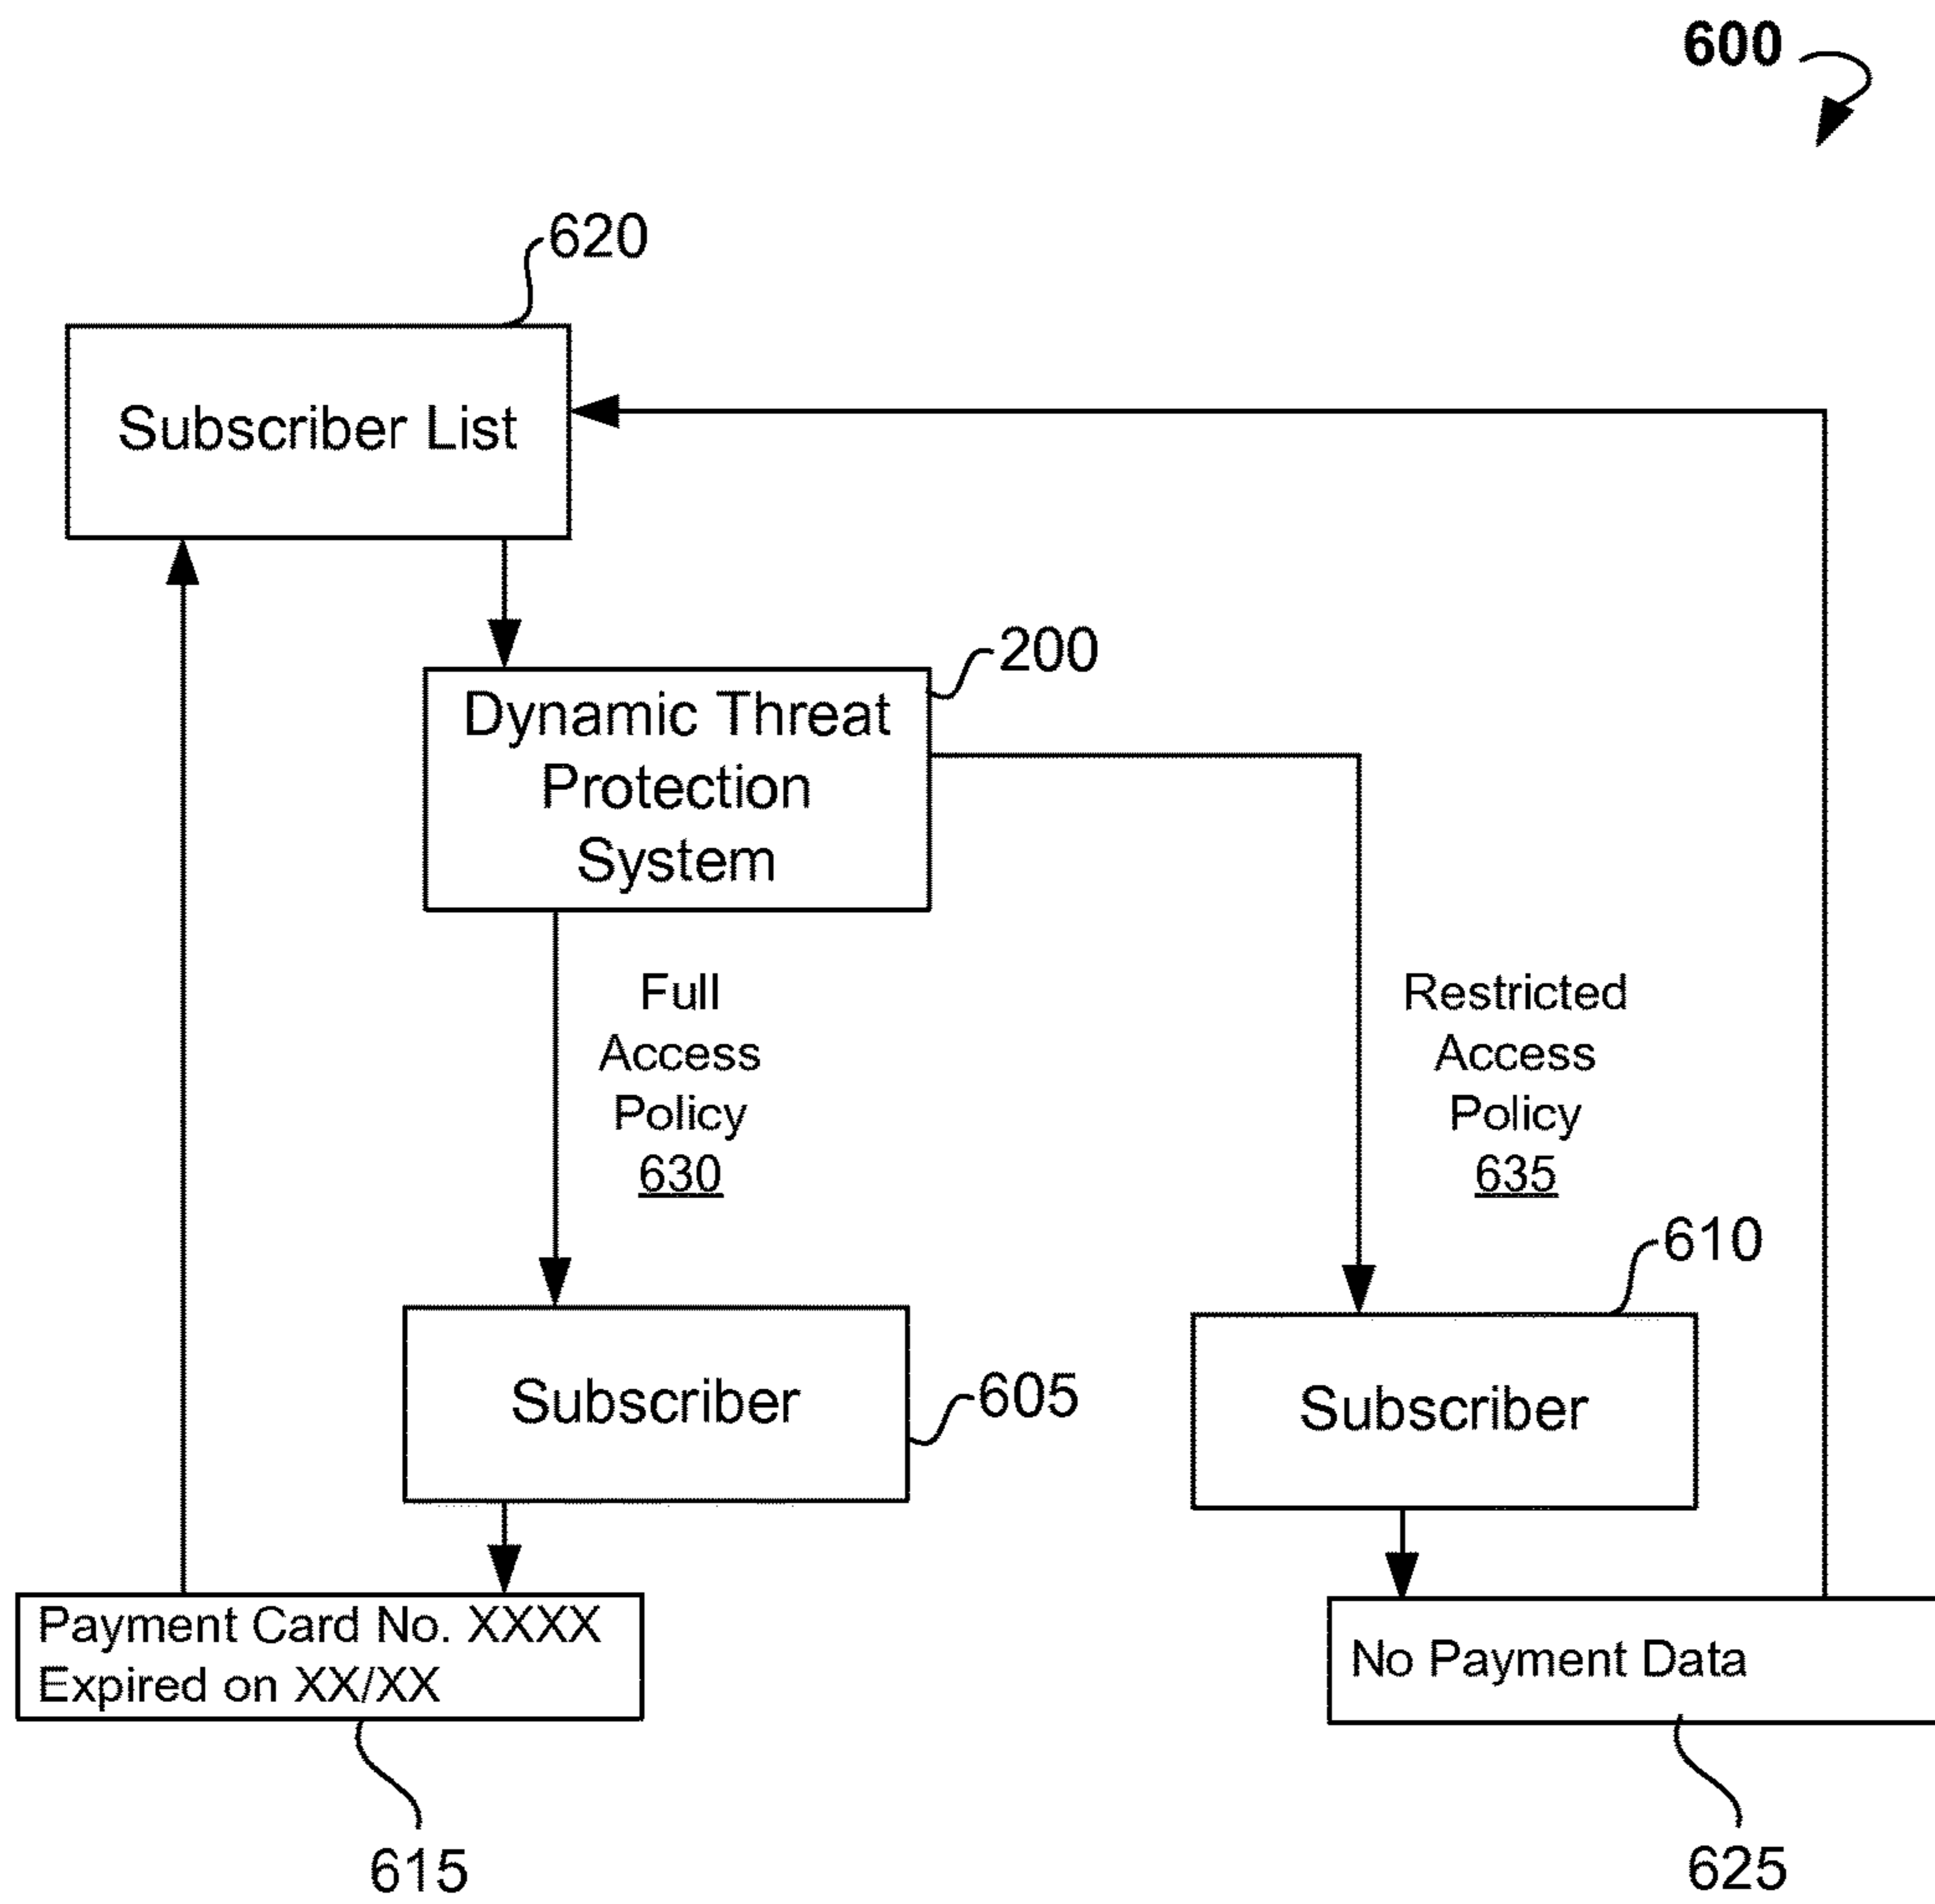 600
620
Subscriber List
200
Dynamic Threat
Protection
System
Full
Access
Policy
630
Restricted
Access
Policy
635
610
Subscriber
605
Subscriber
Payment Card No. XXXX
Expired on XX/XX
No Payment Data
615
625